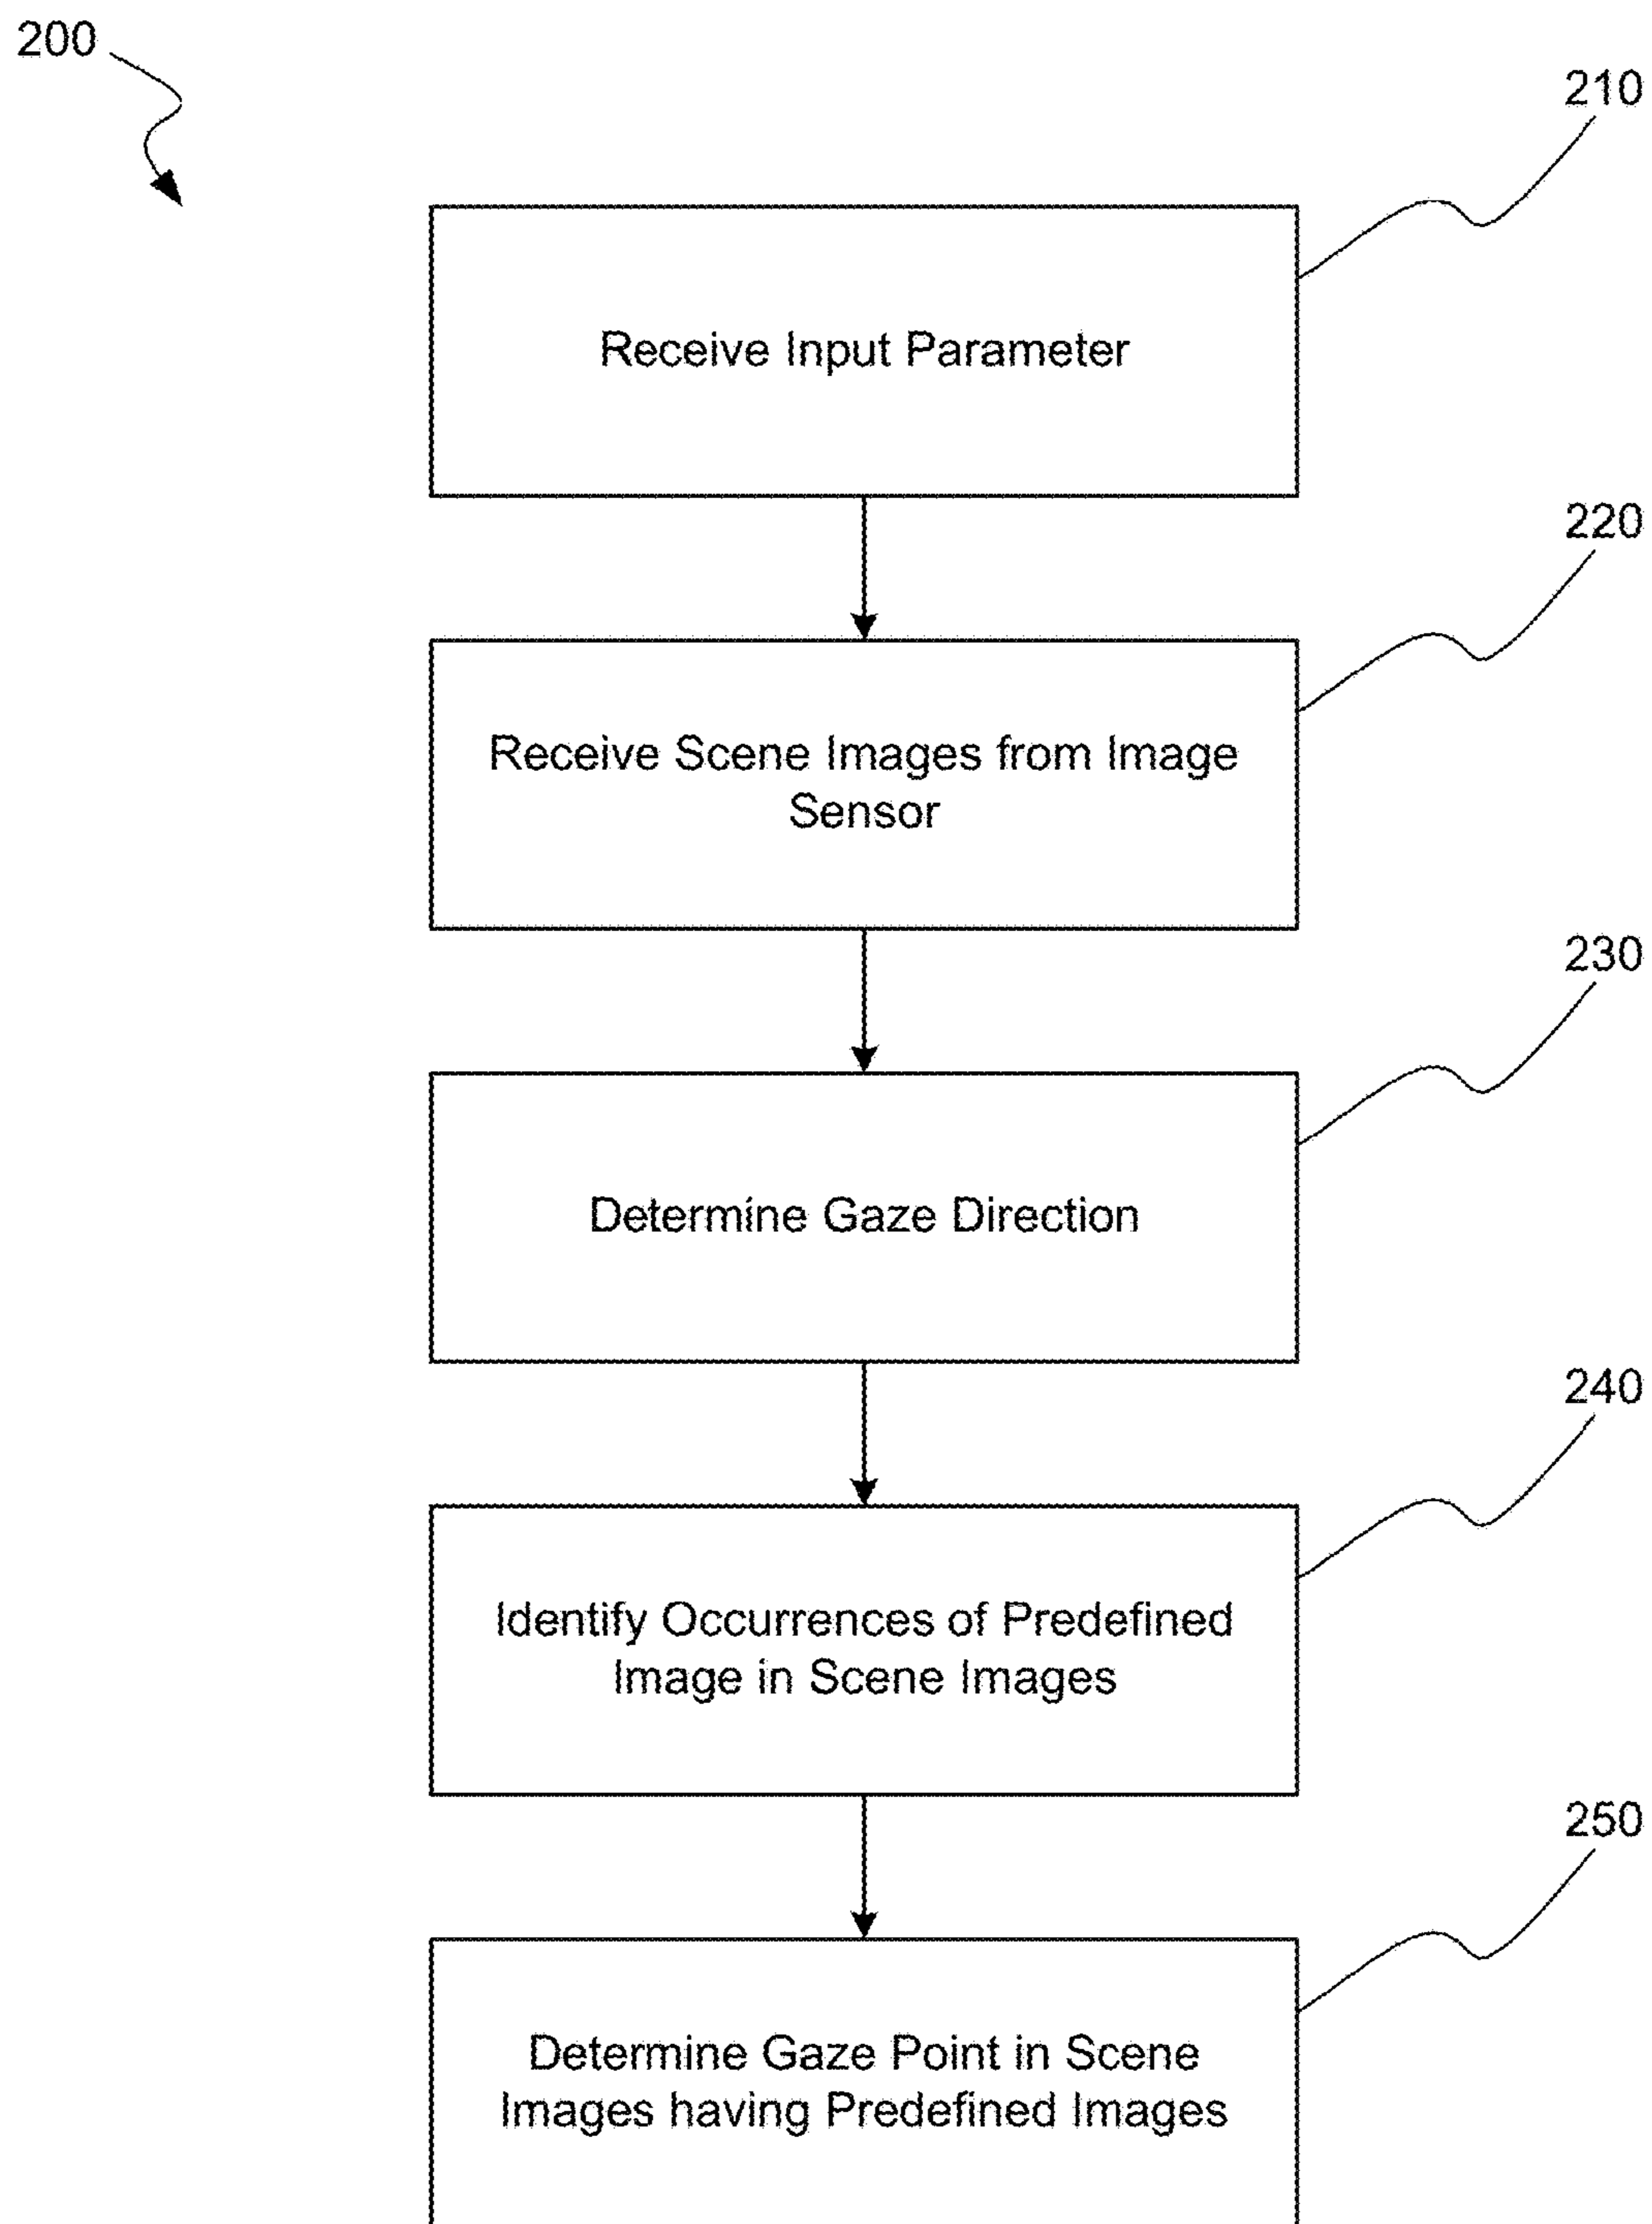 200
210
Receive Input Parameter
220
Receive Scene Images from Image
Sensor
230
Determine Gaze Direction
240
Identify Occurrences of Predefined
Image in Scene Images
250
Determine Gaze Point in Scene
Images having Predefined Images